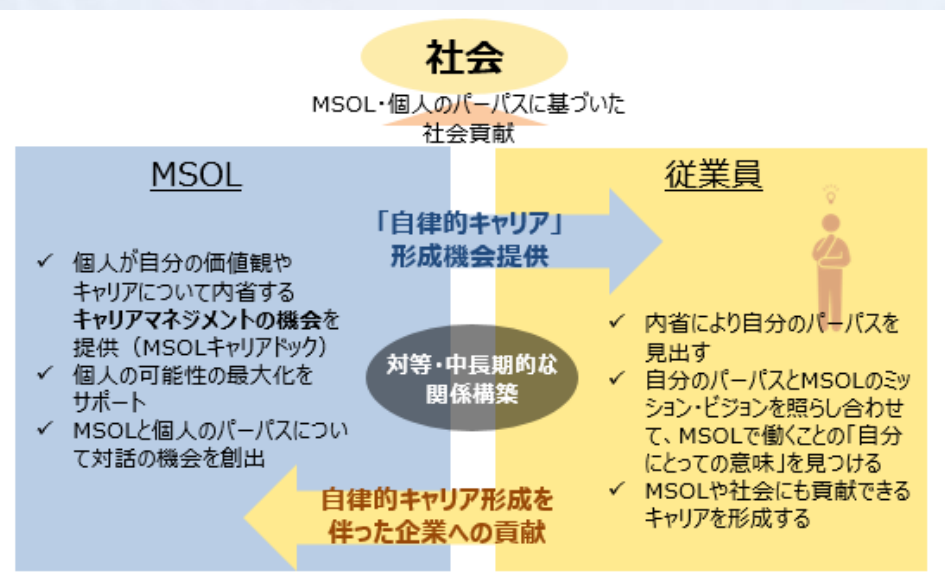 社会
MSOL・個人のパーパスに基づいた
社会貢献
MSOL
✓ 個人が自分の価値観や
キャリアについて内省する
キャリアマネジメントの機会を
提供（MSOLキャリアドック）
✓ 個人の可能性の最大化を
サポート
✓ MSOLと個人のパーパスについ
て対話の機会を創出
「自律的キャリア」
形成機会提供
対等・中長期的な
関係構築
自律的キャリア形成を
伴った企業への貢献
従業員
✓ 内省により自分のパーパスを
見出す
✓ 自分のパーパスとMSOLのミッ
ション・ビジョンを照らし合わせ
て、MSOLで働くことの「自分
にとっての意味」を見つける
✓ MSOLや社会にも貢献できる
キャリアを形成する